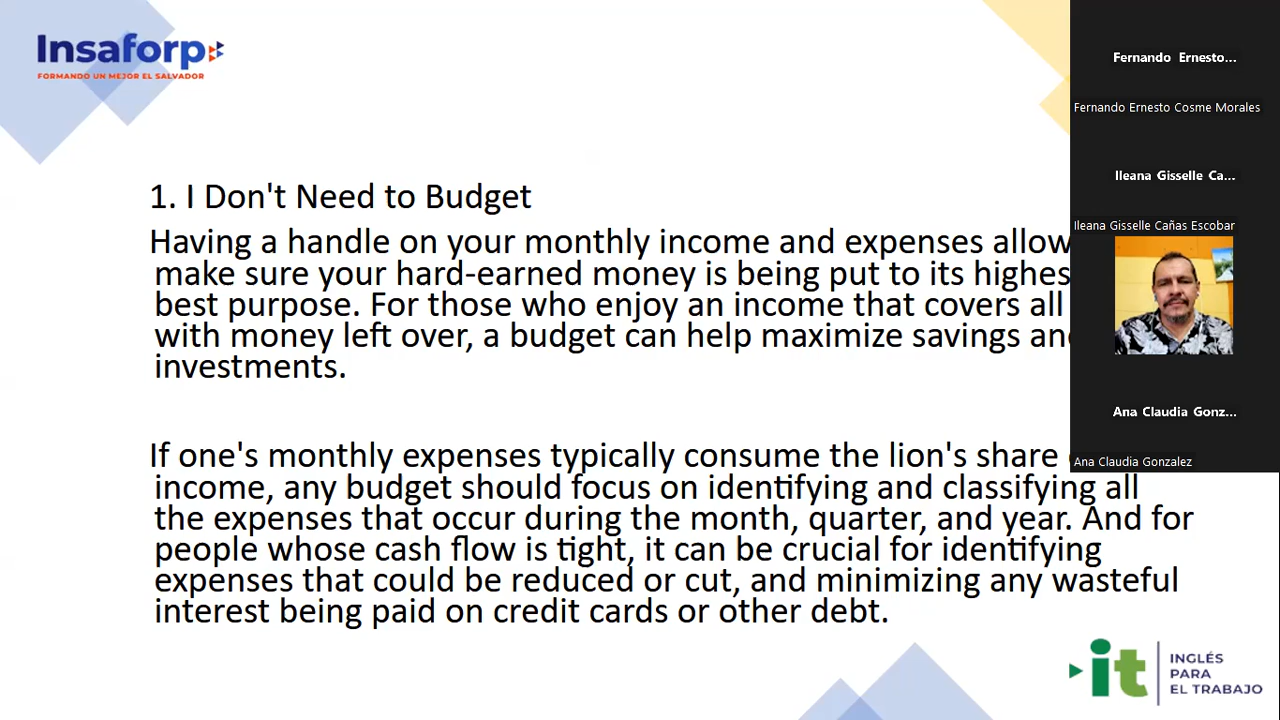 Insaforp
FORMANDO UN MEJOR EL SALVADOR
1. I Don't Need to Budget
Having a handle on your monthly income and expenses allow
make sure your hard-earned money is being put to its highes
best purpose. For those who enjoy an income that covers all
with money left over, a budget can help maximize savings an
investments.
If one's monthly expenses typically consume the lion's share
income, any budget should focus on identifying and classifying all
the expenses that occur during the month, quarter, and year. And for
people whose cash flow is tight, it can be crucial for identifying
expenses that could be reduced or cut, and minimizing any wasteful
interest being paid on credit cards or other debt.
Fernando Ernesto...
Fernando Ernesto Cosme Morales
Ileana Gisselle Ca...
Ileana Gisselle Cañas Escobar
Ana Claudia Gonz...
Ana Claudia Gonzalez
it
INGLÉS
PARA
EL TRABAJO